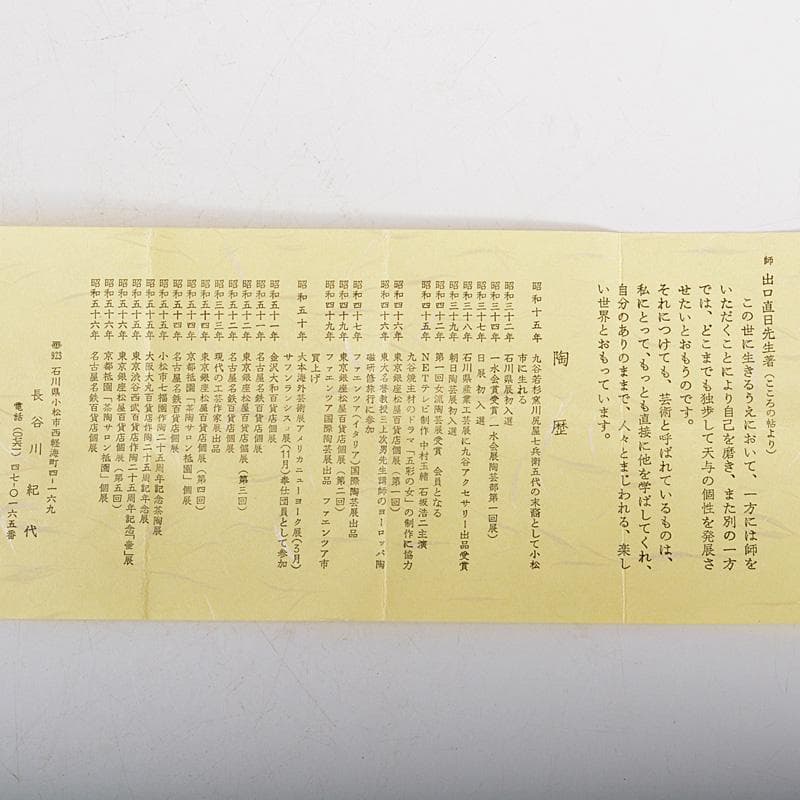 師 出口直日先生著(こころの帖より)
この世に生きるうえにおいて、一方には師を
いただくことにより自己を磨き、また別の一方
では、どこまでも独歩して天与の個性を発展さ
せたいとおもうのです。
それにつけても、芸術と呼ばれているものは、
私にとって、もっとも直接に他を学ばしてくれ、
自分のありのままで、人々とまじわれる、楽し
い世界とおもっています。
陶歴
昭和十五年 九谷若杉窯川尻屋七兵衛五代の末裔として小松
市に生れる
昭和三十二年 石川県展初入選
昭和三十四年 一水会賞受賞 一水会展陶芸部第一回展
昭和三十七年 日展初入選
昭和三十八年 石川県産業工芸展に九谷アクセサリー出品受賞
昭和三十九年 朝日陶芸展初入選
昭和四十二年 第一回女流陶芸展受賞 会員となる
昭和四十五年 NETテレビ制作 中村玉緒 石坂浩二主演
九谷焼主村のドラマ「五彩の女」の制作に協力
昭和四十六年 東京銀座松屋百貨店個展(第一回)
昭和四十六年 東大名誉教授三上次男先生講師のヨーロッパ陶
磁研修旅行に参加
昭和四十七年 ファエンツア(イタリア)国際陶芸展出品
昭和四十九年 東京銀座松屋百貨店個展(第二回)
昭和四十九年 ファエンツア国際陶芸展出品 ファエンツア市
買上げ
昭和五十年 大本海外芸術展アメリカニューヨーク展(3月)
サンフランシスコ展(11月)奉仕団員として参加
昭和五十一年 金沢大和百貨店個展
昭和五十一年 名古屋名鉄百貨店個展
昭和五十二年 東京銀座松屋百貨店個展(第三回)
昭和五十二年 名古屋名鉄百貨店個展
昭和五十三年 現代の工芸作家展出品
昭和五十四年 東京銀座松屋百貨店個展(第四回)
昭和五十四年 京都祇園「茶陶サロン祗園」個展
昭和五十四年 名古屋名鉄百貨店個展
昭和五十五年 小松市七福園作陶二十五周年記念茶陶展
昭和五十五年 大阪大丸百貨店作陶二十五周年記念展
昭和五十五年 東京渋谷西武百貨店作陶二十五周年記念「壷」展
昭和五十六年 東京銀座松屋百貨店個展(第五回)
昭和五十六年 京都祇園「茶陶サロン祗園」個展
昭和五十六年 名古屋名鉄百貨店個展
〠923 石川県小松市西軽海町四ー一六九
長谷川紀代
電話 四七ー〇一六五番